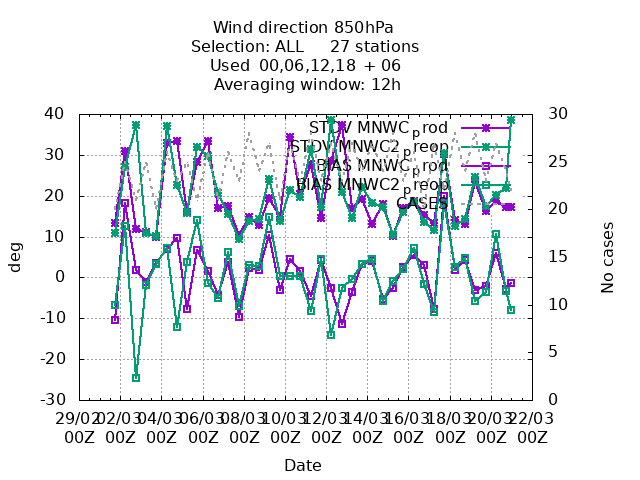 Wind direction 850hPa
Selection: ALL 27 stations
Used 00,06,12,18 + 06
Averaging window: 12h
40 30
STDV MNWC_prod
30 STDV MNWC2_preop 25
BIAS MNWC_prod
20 BIAS MNWC2_preop 20
CASES
10 15
0
-10 10
-20 5
-30 0
deg
No cases
29/02 02/03 04/03 06/03 08/03 10/03 12/03 14/03 16/03 18/03 20/03 22/03
00Z 00Z 00Z 00Z 00Z 00Z 00Z 00Z 00Z 00Z 00Z 00Z
Date